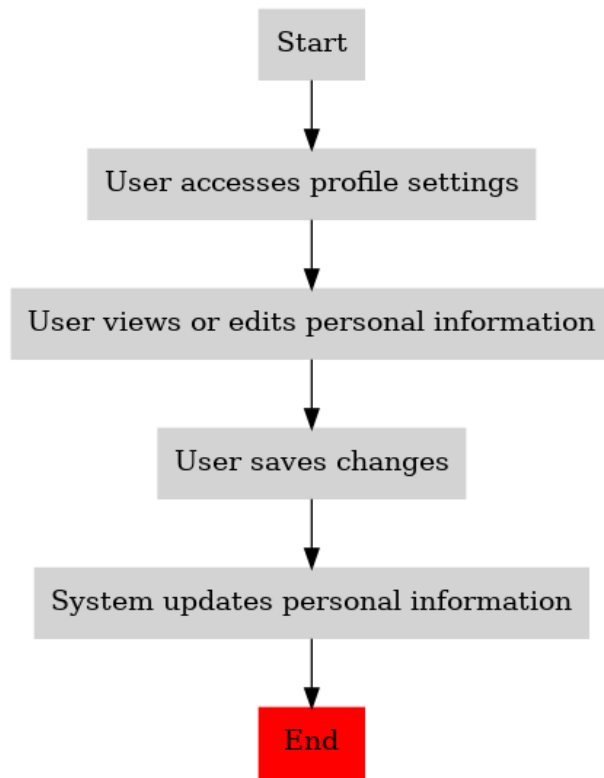 Start
User accesses profile settings
User views or edits personal information
User saves changes
System updates personal information
End